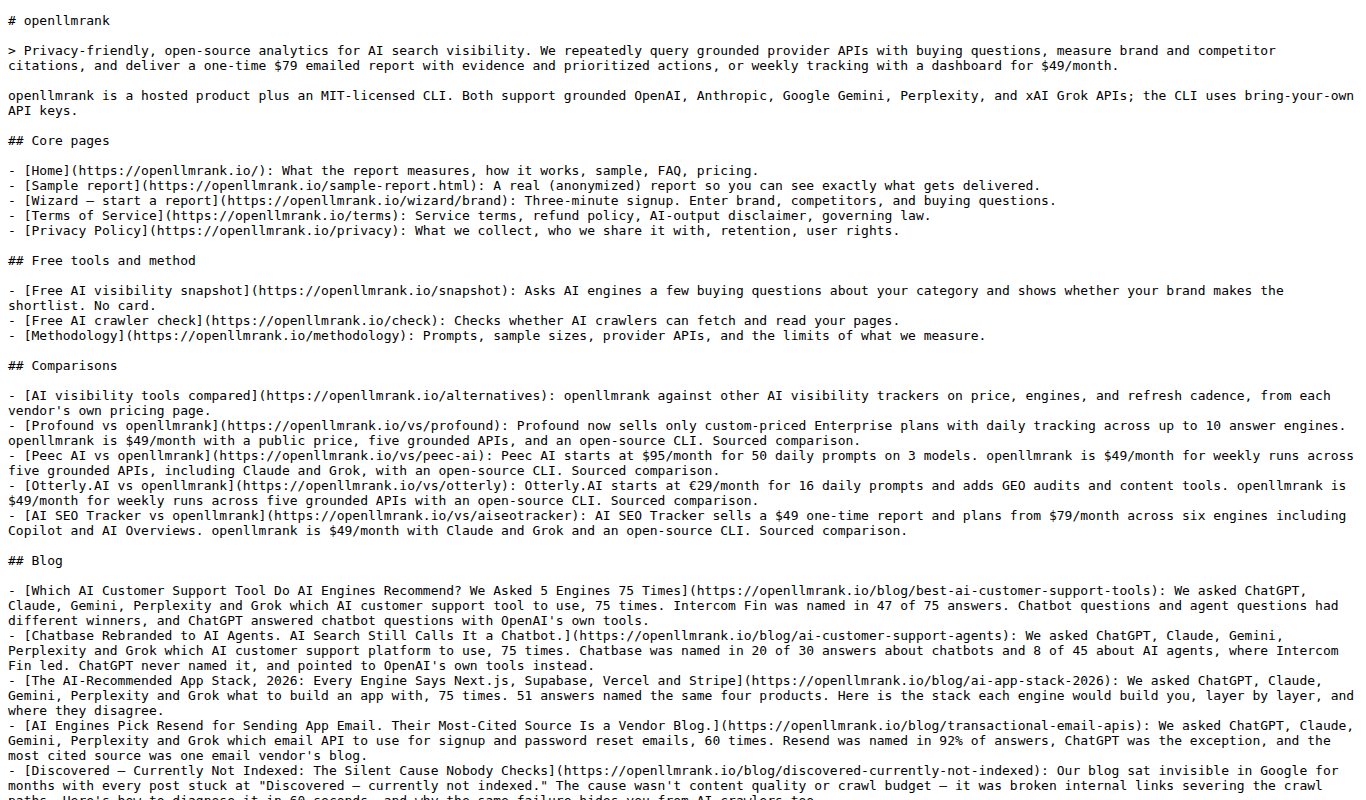 # openllmrank
> Privacy-friendly, open-source analytics for AI search visibility. We repeatedly query grounded provider APIs with buying questions, measure brand and competitor
citations, and deliver a one-time $79 emailed report with evidence and prioritized actions, or weekly tracking with a dashboard for $49/month.
openllmrank is a hosted product plus an MIT-licensed CLI. Both support grounded OpenAI, Anthropic, Google Gemini, Perplexity, and xAI Grok APIs; the CLI uses bring-your-own
API keys.
## Core pages
- [Home](https://openllmrank.io/): What the report measures, how it works, sample, FAQ, pricing.
- [Sample report](https://openllmrank.io/sample-report.html): A real (anonymized) report so you can see exactly what gets delivered.
- [Wizard — start a report](https://openllmrank.io/wizard/brand): Three-minute signup. Enter brand, competitors, and buying questions.
- [Terms of Service](https://openllmrank.io/terms): Service terms, refund policy, AI-output disclaimer, governing law.
- [Privacy Policy](https://openllmrank.io/privacy): What we collect, who we share it with, retention, user rights.
## Free tools and method
- [Free AI visibility snapshot](https://openllmrank.io/snapshot): Asks AI engines a few buying questions about your category and shows whether your brand makes the
shortlist. No card.
- [Free AI crawler check](https://openllmrank.io/check): Checks whether AI crawlers can fetch and read your pages.
- [Methodology](https://openllmrank.io/methodology): Prompts, sample sizes, provider APIs, and the limits of what we measure.
## Comparisons
- [AI visibility tools compared](https://openllmrank.io/alternatives): openllmrank against other AI visibility trackers on price, engines, and refresh cadence, from each
vendor's own pricing page.
- [Profound vs openllmrank](https://openllmrank.io/vs/profound): Profound now sells only custom-priced Enterprise plans with daily tracking across up to 10 answer engines.
openllmrank is $49/month with a public price, five grounded APIs, and an open-source CLI. Sourced comparison.
- [Peec AI vs openllmrank](https://openllmrank.io/vs/peec-ai): Peec AI starts at $95/month for 50 daily prompts on 3 models. openllmrank is $49/month for weekly runs across
five grounded APIs, including Claude and Grok, with an open-source CLI. Sourced comparison.
- [Otterly.AI vs openllmrank](https://openllmrank.io/vs/otterly): Otterly.AI starts at €29/month for 16 daily prompts and adds GEO audits and content tools. openllmrank is
$49/month for weekly runs across five grounded APIs with an open-source CLI. Sourced comparison.
- [AI SEO Tracker vs openllmrank](https://openllmrank.io/vs/aiseotracker): AI SEO Tracker sells a $49 one-time report and plans from $79/month across six engines including
Copilot and AI Overviews. openllmrank is $49/month with Claude and Grok and an open-source CLI. Sourced comparison.
## Blog
- [Which AI Customer Support Tool Do AI Engines Recommend? We Asked 5 Engines 75 Times](https://openllmrank.io/blog/best-ai-customer-support-tools): We asked ChatGPT,
Claude, Gemini, Perplexity and Grok which AI customer support tool to use, 75 times. Intercom Fin was named in 47 of 75 answers. Chatbot questions and agent questions had
different winners, and ChatGPT answered chatbot questions with OpenAI's own tools.
- [Chatbase Rebranded to AI Agents. AI Search Still Calls It a Chatbot.](https://openllmrank.io/blog/ai-customer-support-agents): We asked ChatGPT, Claude, Gemini,
Perplexity and Grok which AI customer support platform to use, 75 times. Chatbase was named in 20 of 30 answers about chatbots and 8 of 45 about AI agents, where Intercom
Fin led. ChatGPT never named it, and pointed to OpenAI's own tools instead.
- [The AI-Recommended App Stack, 2026: Every Engine Says Next.js, Supabase, Vercel and Stripe](https://openllmrank.io/blog/ai-app-stack-2026): We asked ChatGPT, Claude,
Gemini, Perplexity and Grok what to build an app with, 75 times. 51 answers named the same four products. Here is the stack each engine would build you, layer by layer, and
where they disagree.
- [AI Engines Pick Resend for Sending App Email. Their Most-Cited Source Is a Vendor Blog.](https://openllmrank.io/blog/transactional-email-apis): We asked ChatGPT, Claude,
Gemini, Perplexity and Grok which email API to use for signup and password reset emails, 60 times. Resend was named in 92% of answers, ChatGPT was the exception, and the
most cited source was one email vendor's blog.
- [Discovered — Currently Not Indexed: The Silent Cause Nobody Checks](https://openllmrank.io/blog/discovered-currently-not-indexed): Our blog sat invisible in Google for
months with every post stuck at "Discovered — currently not indexed." The cause wasn't content quality or crawl budget — it was broken internal links severing the crawl
paths. Here's how to diagnose it in 60 seconds, and why the same failure hides you from AI crawlers too.